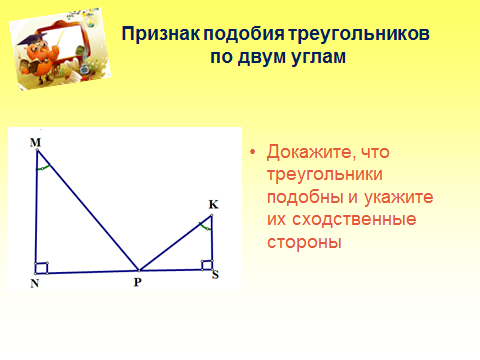 Признак подобия треугольников
по двум углам
M
K
N
P
S
• Докажите, что
треугольники
подобны и укажите
их сходственные
стороны